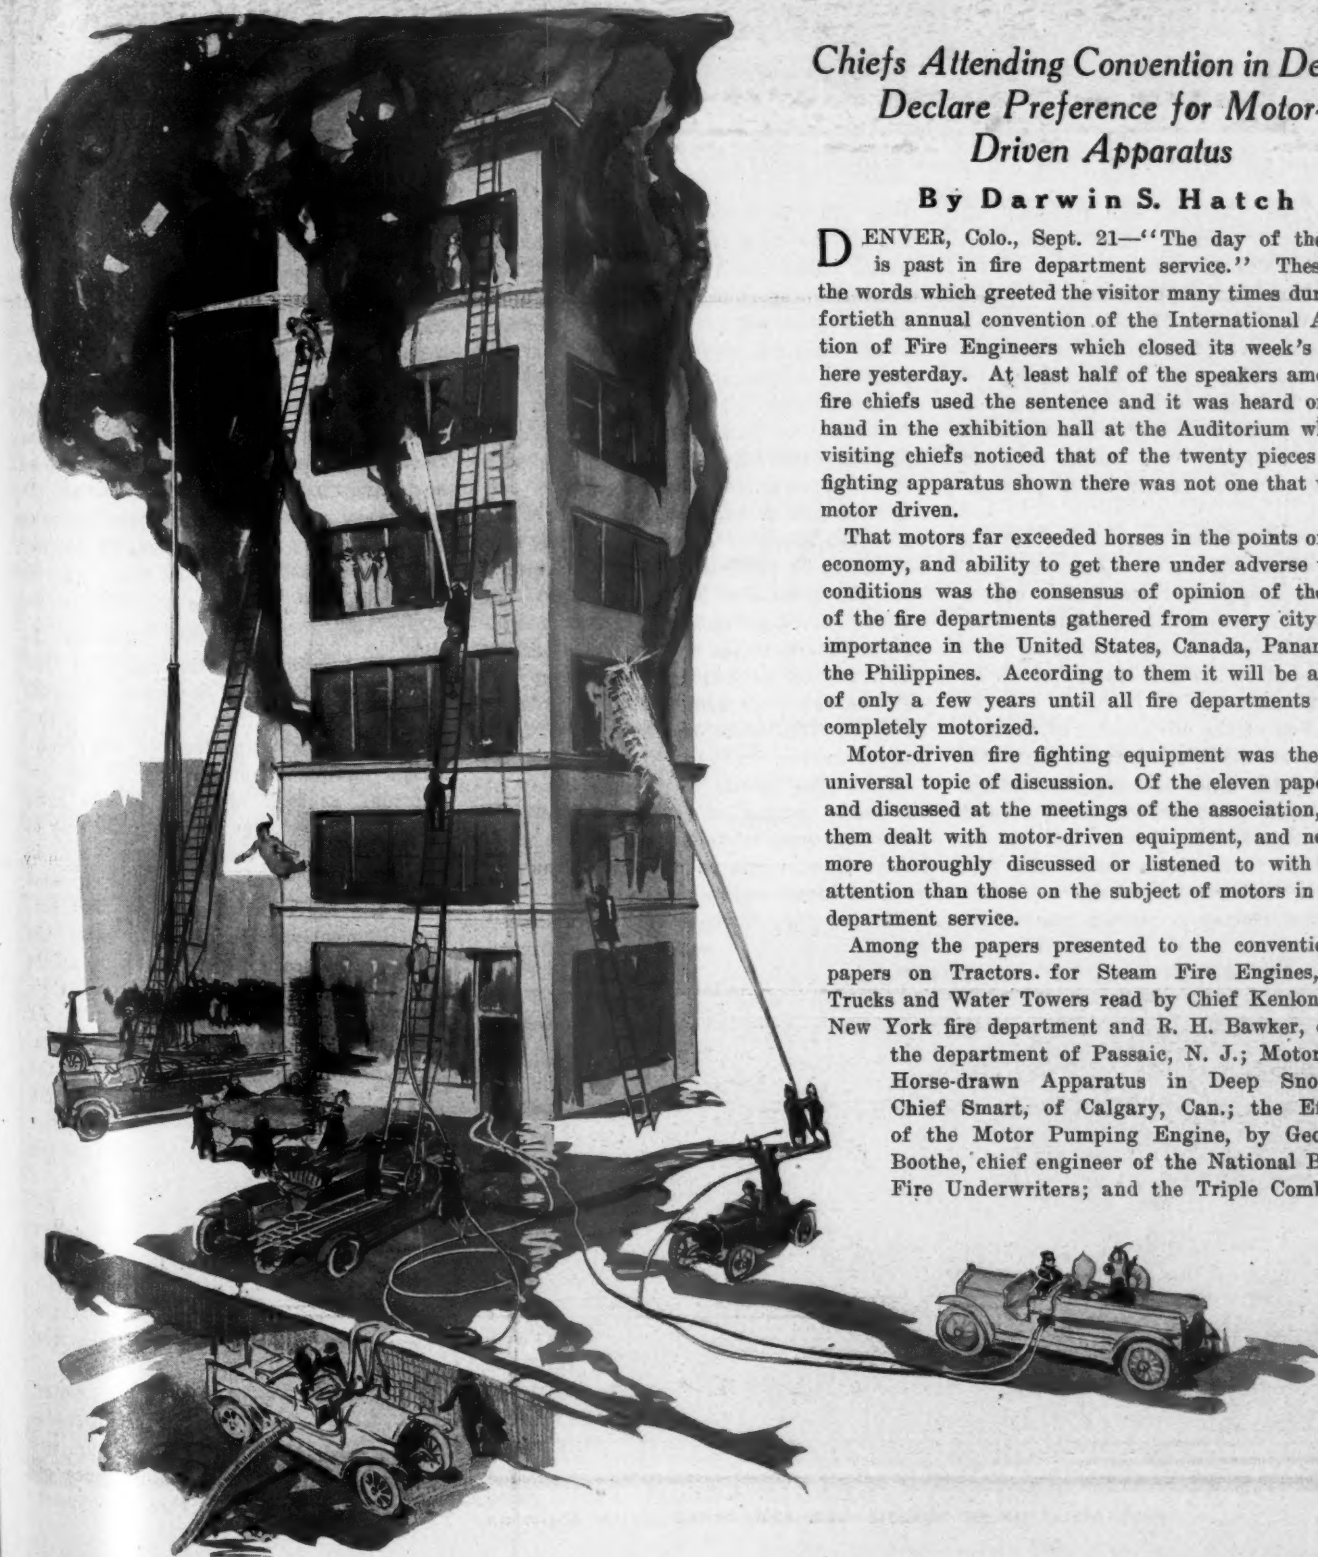 Chiefs Attending Convention in De
Declare Preference for Motor-
Driven Apparatus
By Darwin S. Hatch
DENVER, Colo., Sept. 21—“The day of the
is past in fire department service.” Thes
the words which greeted the visitor many times dur
fortieth annual convention of the International A
tion of Fire Engineers which closed its week’s
here yesterday. At least half of the speakers amo
fire chiefs used the sentence and it was heard o
hand in the exhibition hall at the Auditorium w
visiting chiefs noticed that of the twenty pieces
fighting apparatus shown there was not one that
motor driven.
That motors far exceeded horses in the points o
economy, and ability to get there under adverse
conditions was the consensus of opinion of the
of the fire departments gathered from every city
importance in the United States, Canada, Panam
the Philippines. According to them it will be a
of only a few years until all fire departments
completely motorized.
Motor-driven fire fighting equipment was the
universal topic of discussion. Of the eleven pape
and discussed at the meetings of the association,
them dealt with motor-driven equipment, and no
more thoroughly discussed or listened to with
attention than those on the subject of motors in
department service.
Among the papers presented to the conventio
papers on Tractors. for Steam Fire Engines,
Trucks and Water Towers read by Chief Kenlon
New York fire department and R. H. Bawker,
the department of Passaic, N. J.; Motor
Horse-drawn Apparatus in Deep Sno
Chief Smart, of Calgary, Can.; the Ef
of the Motor Pumping Engine, by Geo
Boothe, chief engineer of the National B
Fire Underwriters; and the Triple Comb